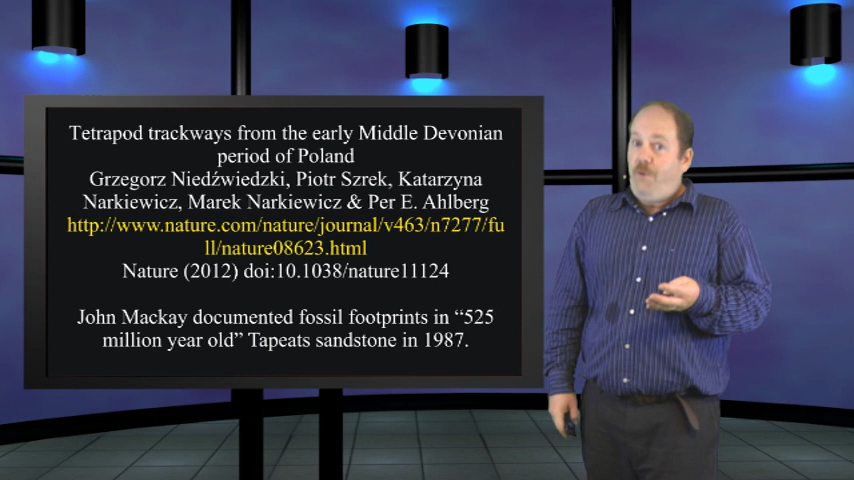 Tetrapod trackways from the early Middle Devonian
period of Poland
Grzegorz Niedźwiedzki, Piotr Szrek, Katarzyna
Narkiewicz, Marek Narkiewicz & Per E. Ahlberg
http://www.nature.com/nature/journal/v463/n7277/fu
ll/nature08623.html
Nature (2012) doi:10.1038/nature11124
John Mackay documented fossil footprints in “525
million year old” Tapeats sandstone in 1987.